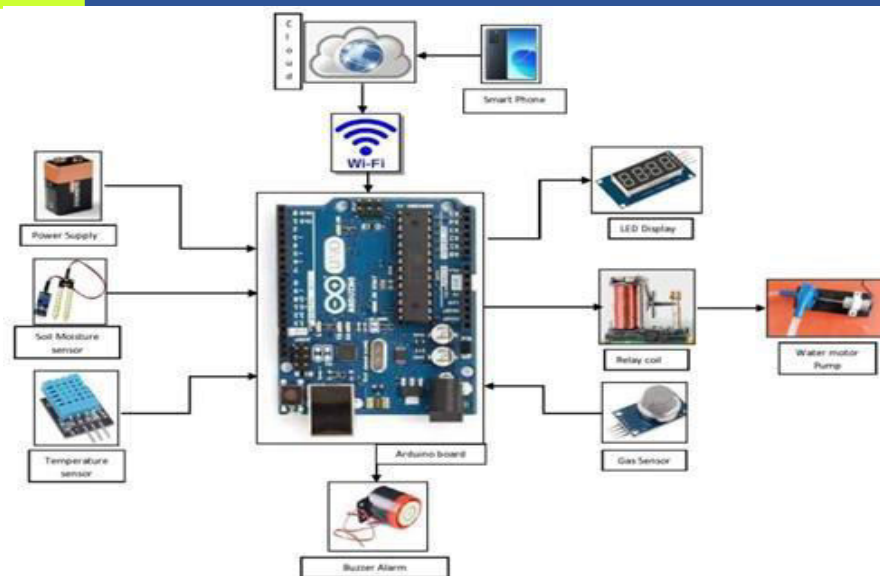 Cloud
Smart Phone
Wi-Fi
Power Supply
LED Display
Soil Moisture
sensor
Relay coil
Water motor
Pump
Temperature
sensor
Arduino board
Gas Sensor
Buzzer Alarm